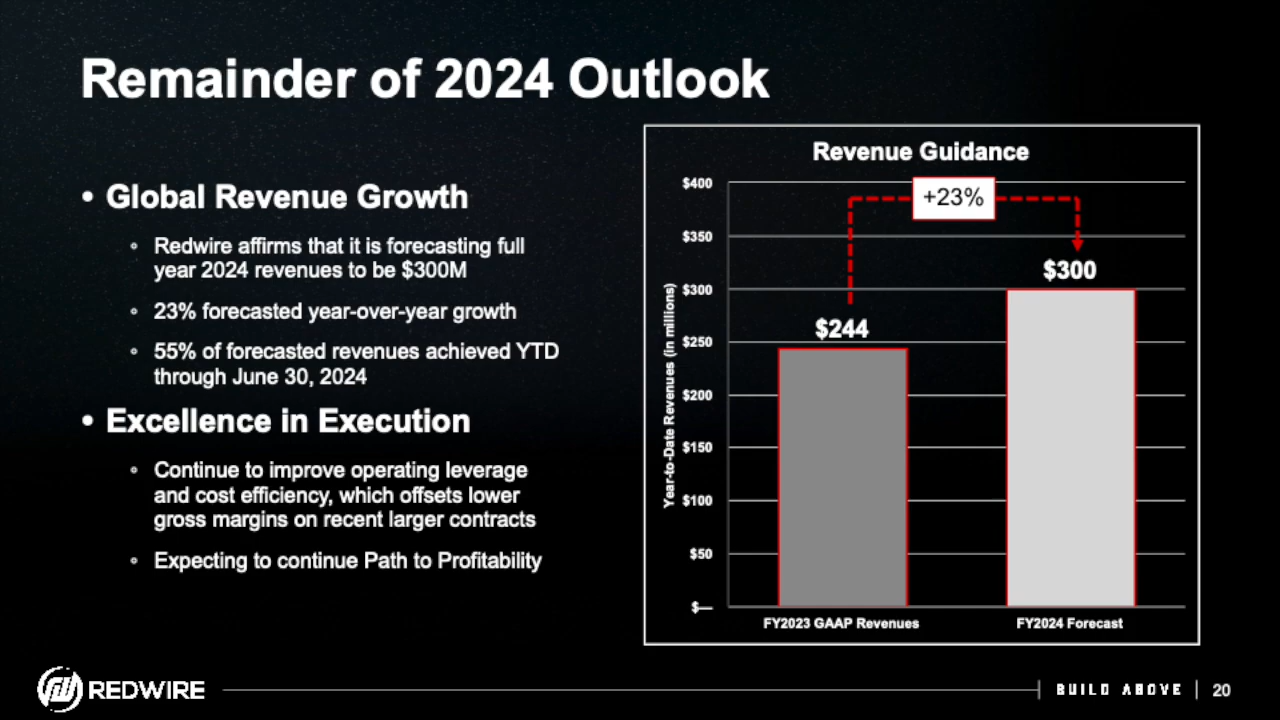 Remainder of 2024 Outlook
• Global Revenue Growth
◦ Redwire affirms that it is forecasting full
year 2024 revenues to be $300M
◦ 23% forecasted year-over-year growth
◦ 55% of forecasted revenues achieved YTD
through June 30, 2024
• Excellence in Execution
◦ Continue to improve operating leverage
and cost efficiency, which offsets lower
gross margins on recent larger contracts
◦ Expecting to continue Path to Profitability
Revenue Guidance
Year-to-Date Revenues (in millions)
$400
$350
$300
$250
$200
$150
$100
$50
$—
+23%
$244
$300
FY2023 GAAP Revenues
FY2024 Forecast
REDWIRE
BUILD ABOVE
20